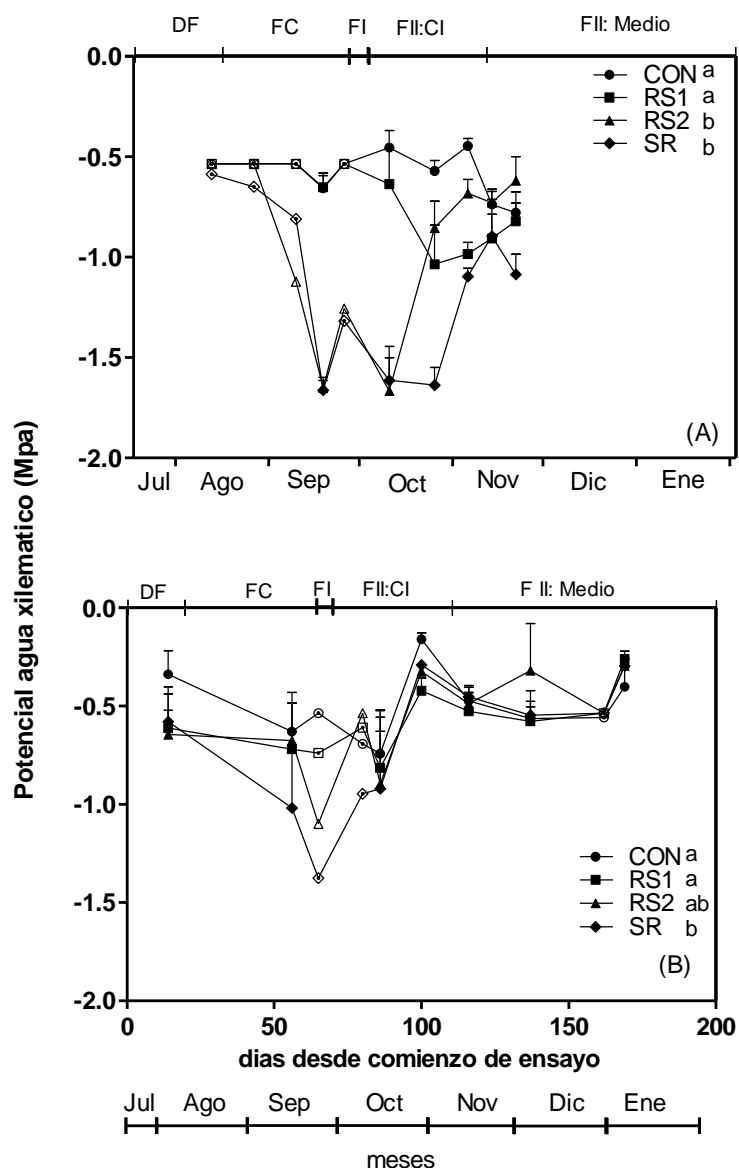 DF FC FI FII:CI FII: Medio
0.0
CON a
RS1 a
RS2 b
SR b
-0.5
-1.0
-1.5
(A)
-2.0
Jul Ago Sep Oct Nov Dic Ene
Potencial agua xilematico (Mpa)
DF FC FI FII:CI F II: Medio
0.0
-0.5
-1.0
CON a
RS1 a
RS2 ab
SR b
-1.5
(B)
-2.0
0 50 100 150 200
dias desde comienzo de ensayo
Jul Ago Sep Oct Nov Dic Ene
meses